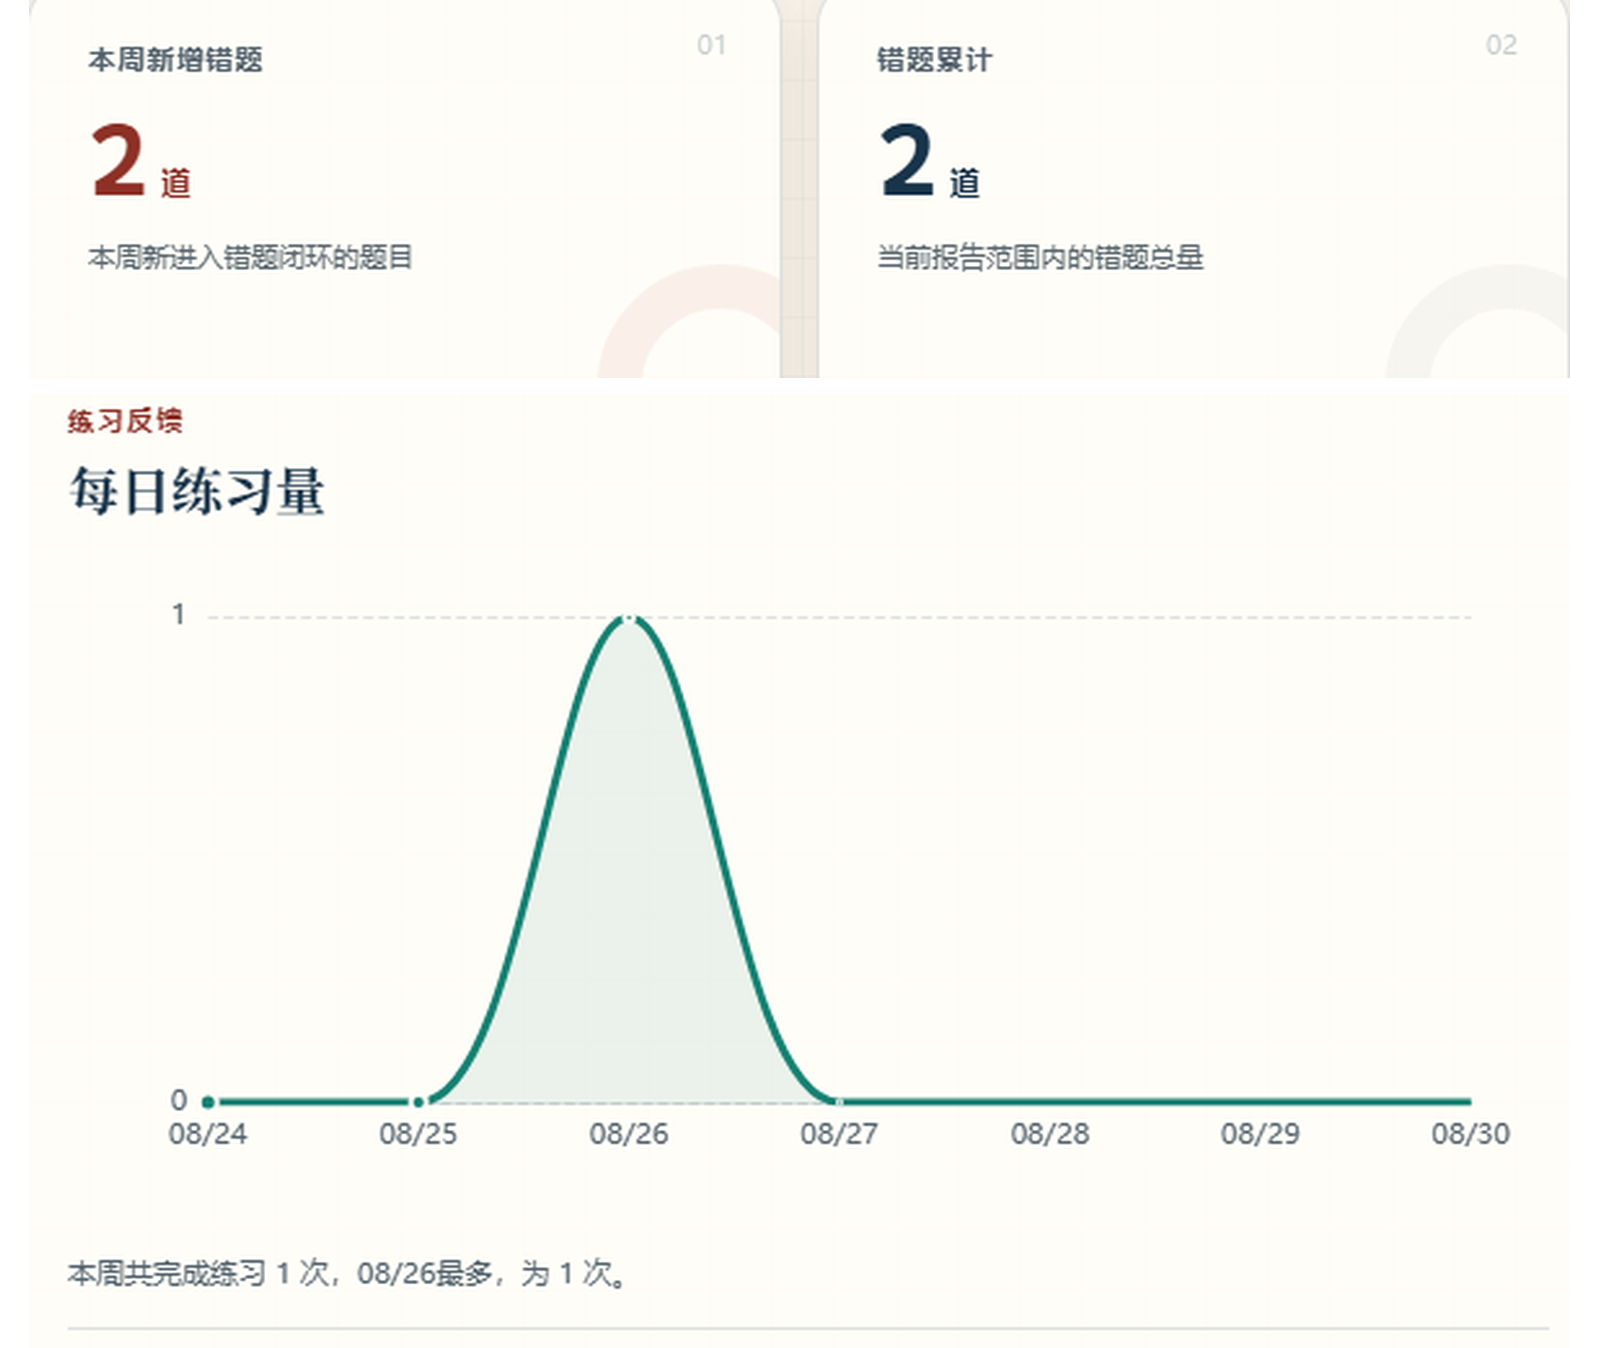 本周新增错题
01
2 道
本周新进入错题闭环的题目
错题累计
02
2 道
当前报告范围内的错题总量
练习反馈
每日练习量
1
0
08/24 08/25 08/26 08/27 08/28 08/29 08/30
本周共完成练习 1 次，08/26最多，为 1 次。